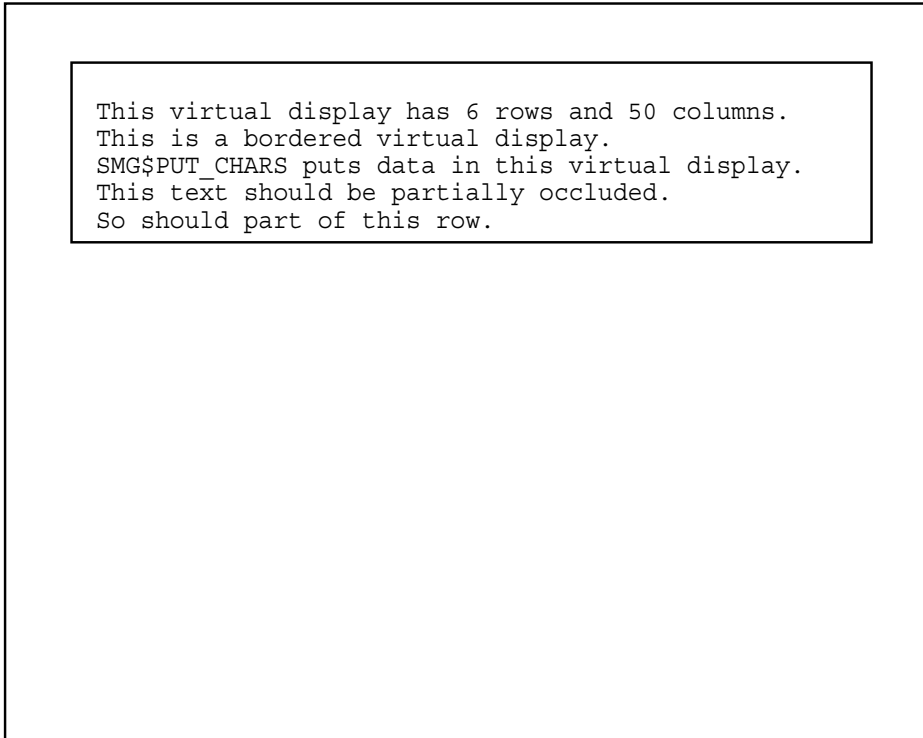 This virtual display has 6 rows and 50 columns.
This is a bordered virtual display.
SMG$PUT_CHARS puts data in this virtual display.
This text should be partially occluded.
So should part of this row.